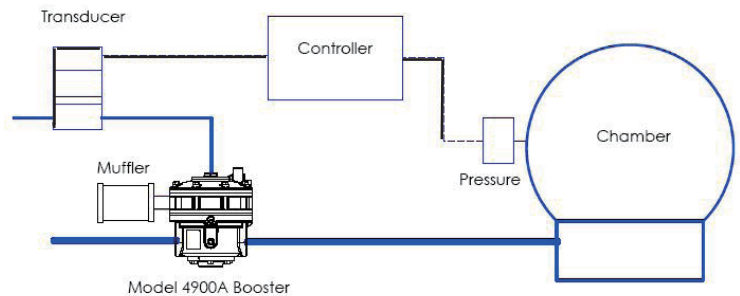 Transducer
Controller
Chamber
Muffler
Pressure
Model 4900A Booster